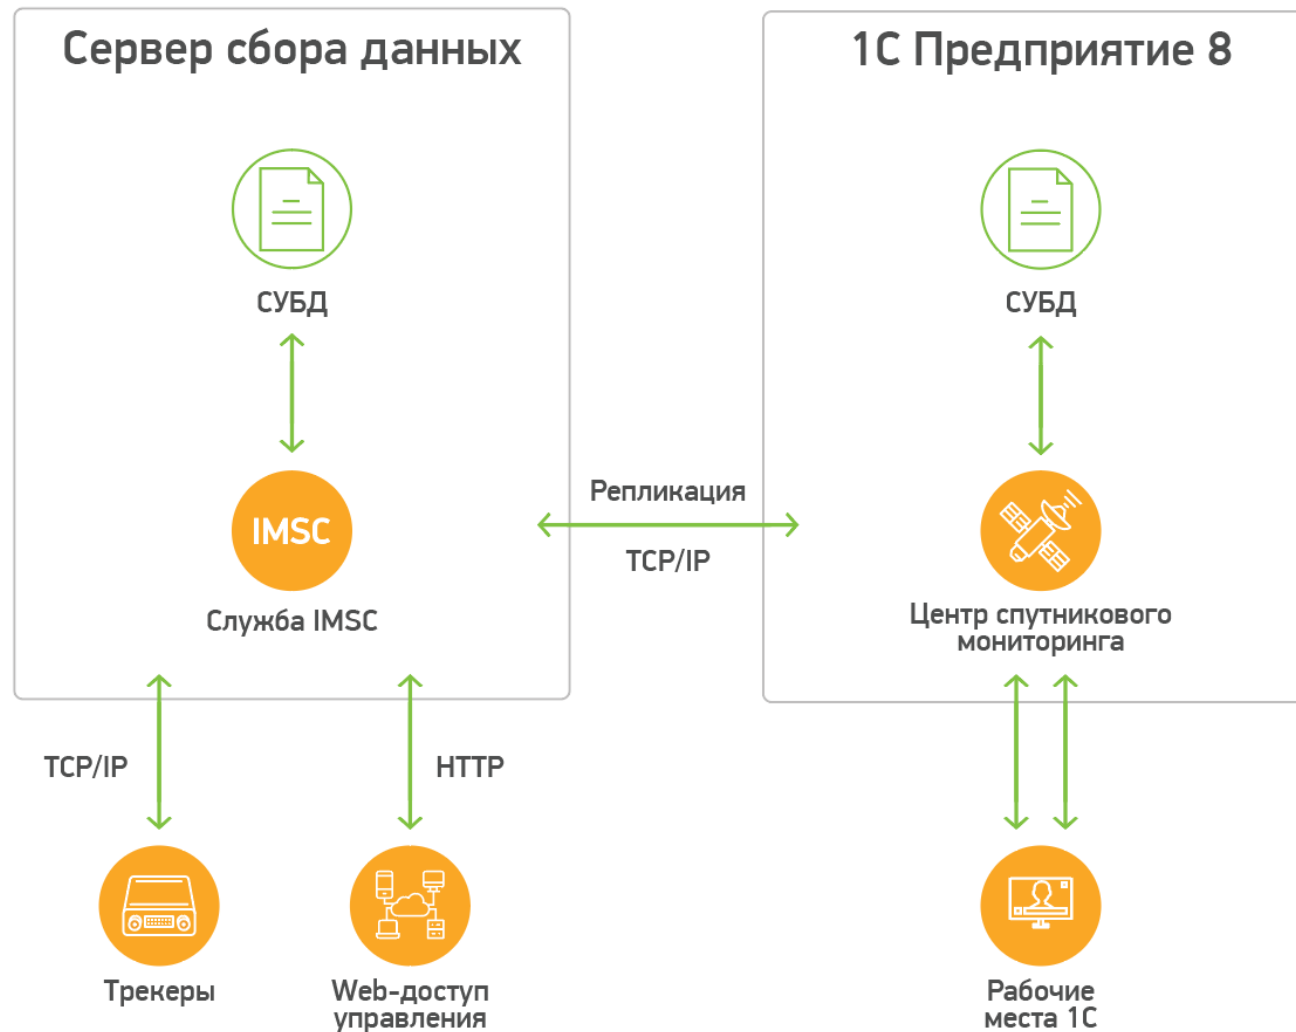 Сервер сбора данных
СУБД
IMSC
Служба IMSC
TCP/IP
HTTP
Трекеры
Web-доступ
управления
Репликация
TCP/IP
1С Предприятие 8
СУБД
Центр спутникового
мониторинга
Рабочие
места 1С